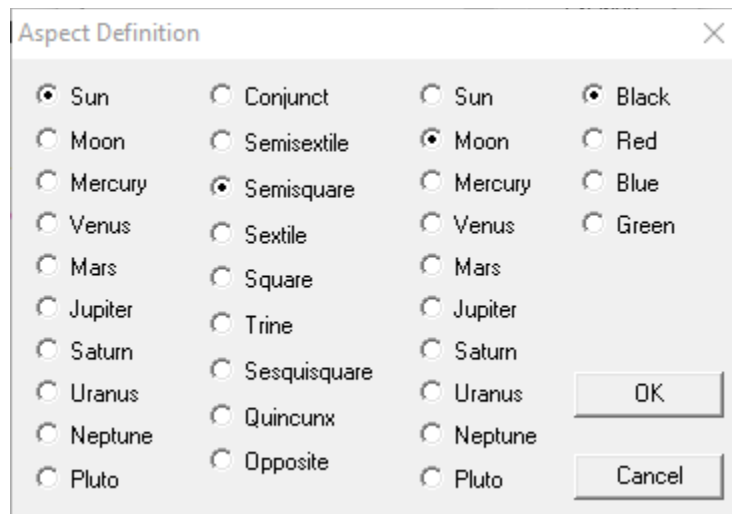 Aspect Definition
Sun
Moon
Mercury
Venus
Mars
Jupiter
Saturn
Uranus
Neptune
Pluto
Conjunct
Semisextile
Semisquare
Sextile
Square
Trine
Sesquisquare
Quincunx
Opposite
Sun
Moon
Mercury
Venus
Mars
Jupiter
Saturn
Uranus
Neptune
Pluto
Black
Red
Blue
Green
OK
Cancel